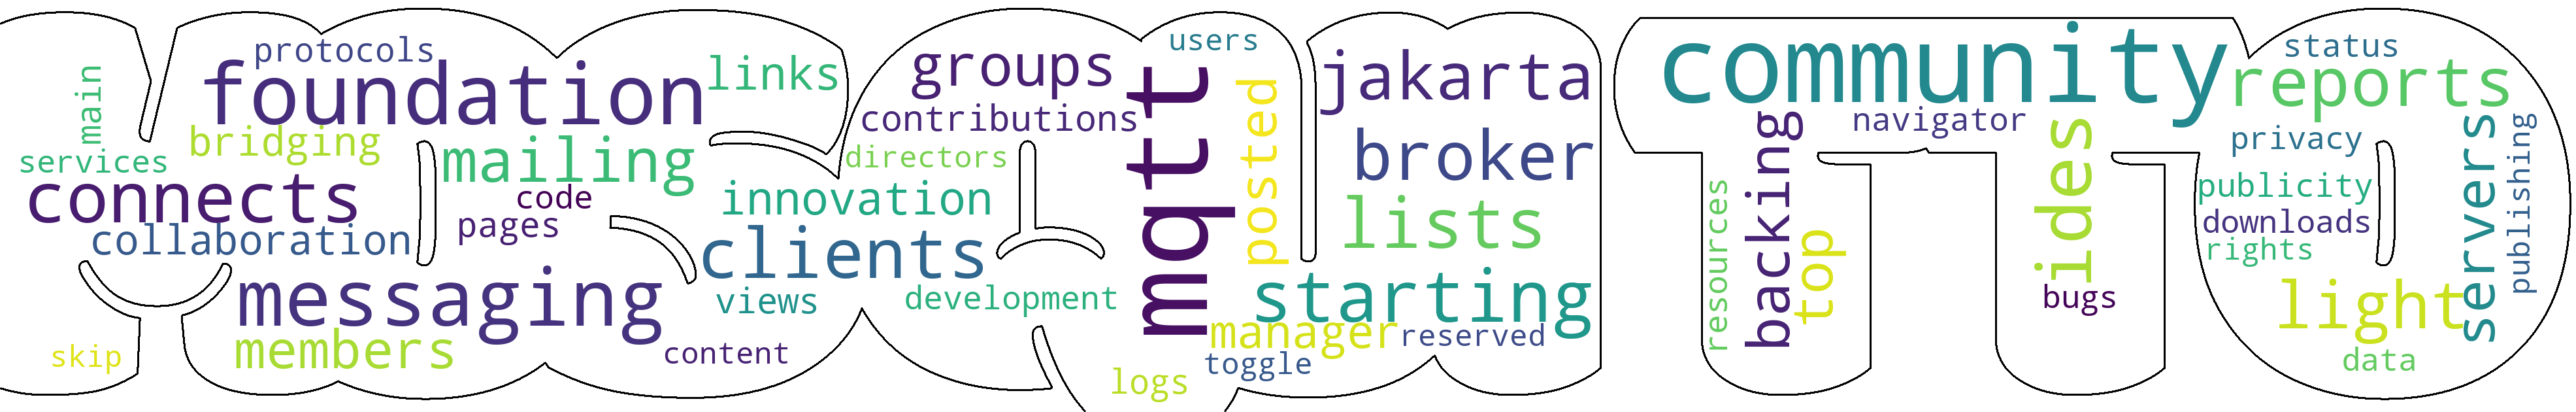 protocols
main
foundation
links
bridging
services
mailing
connects
code
pages
collaboration
messaging
members
skip
content
views
clients
innovation
directors
contributions
groups
users
mqtt
posted
development
logs
toggle
manager
reserved
starting
lists
broker
jakarta
community
navigator
backing
resources
top
ides
bugs
status
reports
privacy
publicity
downloads
rights
servers
publishing
light
data